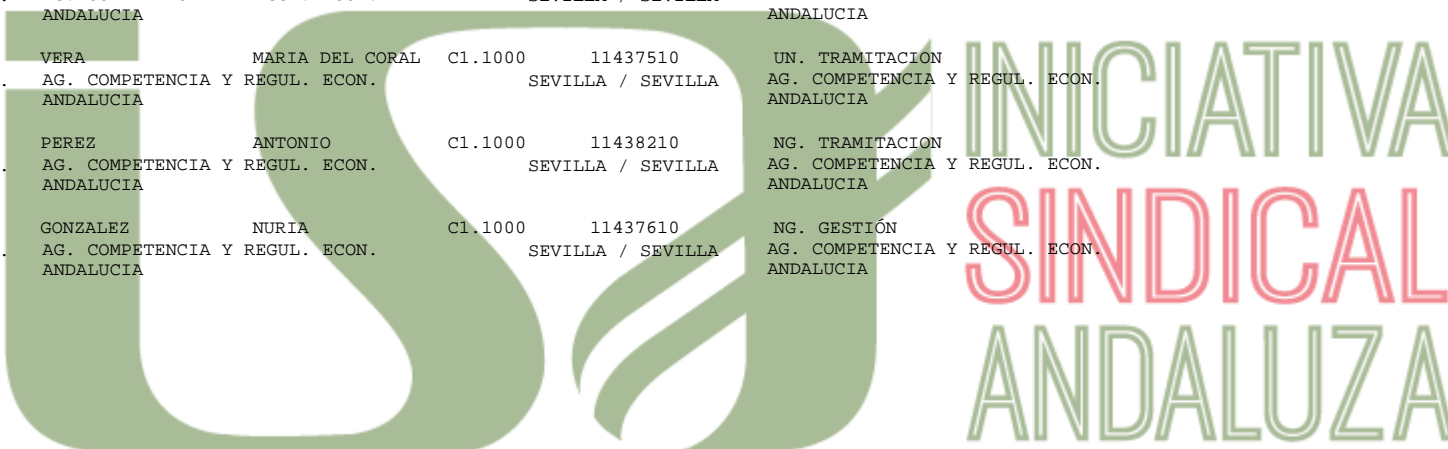 SEVILLA / SEVILLA
ANDALUCIA ANDALUCIA
VERA MARIA DEL CORAL C1.1000 11437510 UN. TRAMITACION
. AG. COMPETENCIA Y REGUL. ECON. SEVILLA / SEVILLA AG. COMPETENCIA Y REGUL. ECON.
ANDALUCIA ANDALUCIA
PEREZ ANTONIO C1.1000 11438210 NG. TRAMITACION
. AG. COMPETENCIA Y REGUL. ECON. SEVILLA / SEVILLA AG. COMPETENCIA Y REGUL. ECON.
ANDALUCIA ANDALUCIA
GONZALEZ NURIA C1.1000 11437610 NG. GESTIÓN
. AG. COMPETENCIA Y REGUL. ECON. SEVILLA / SEVILLA AG. COMPETENCIA Y REGUL. ECON.
ANDALUCIA ANDALUCIA
isa
INICIATIVA
SINDICAL
ANDALUZA